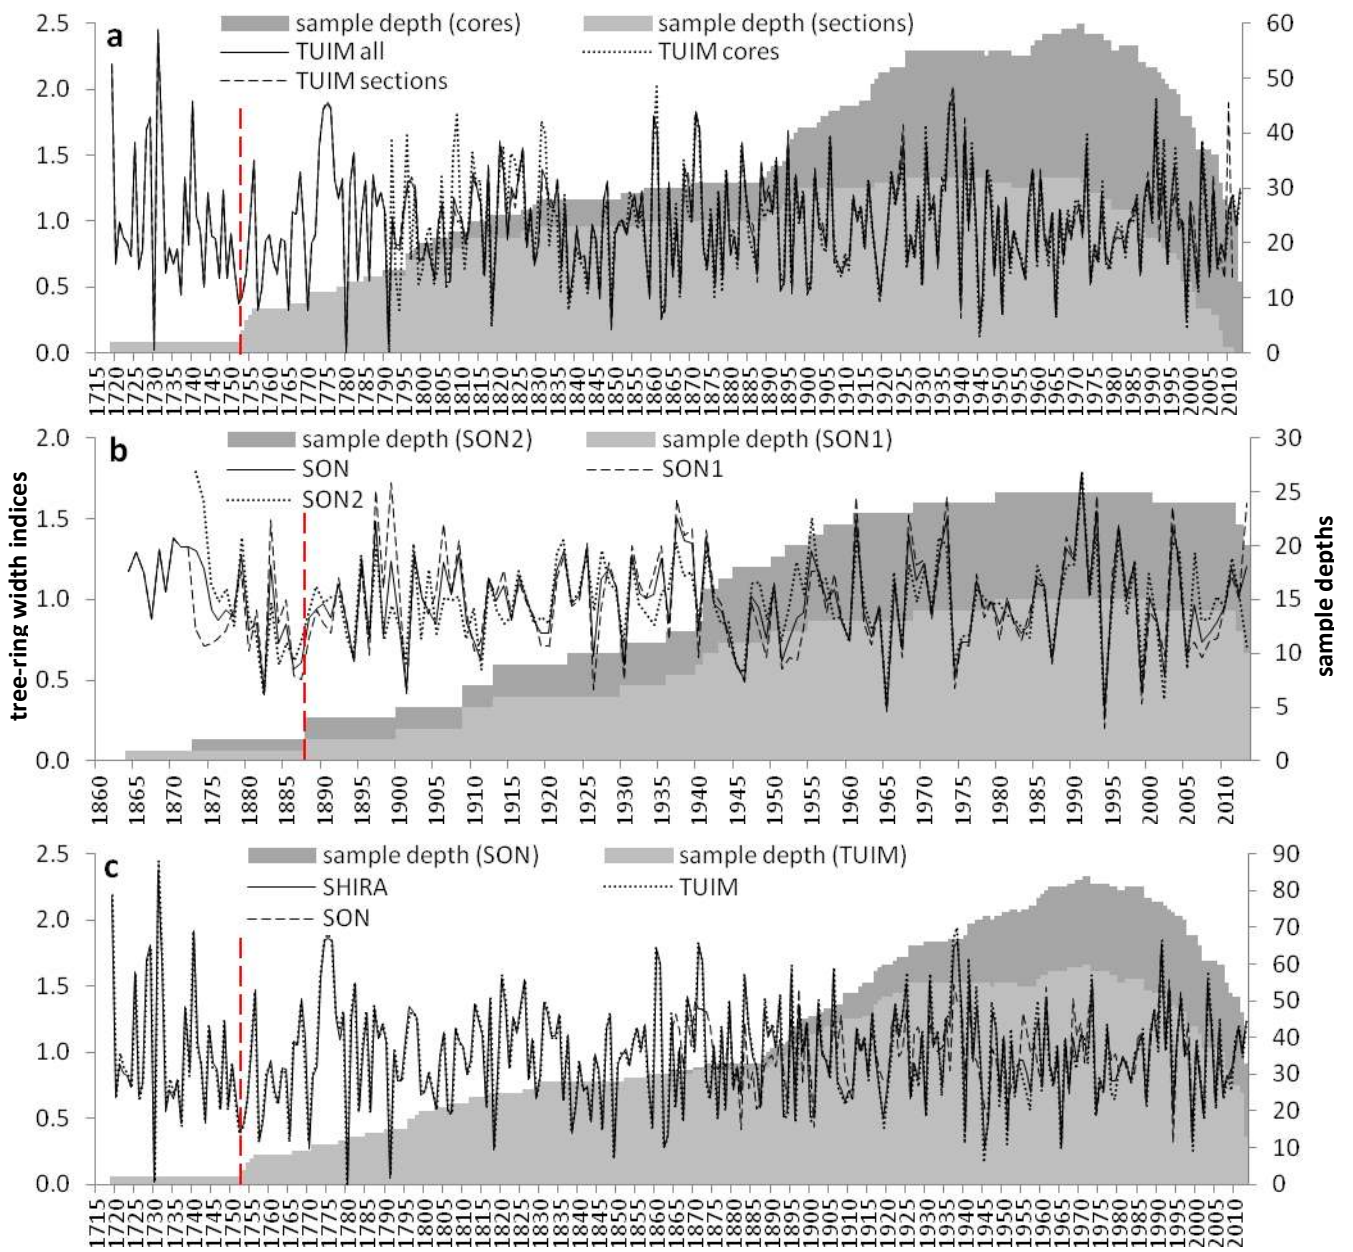 a
sample depth (cores) sample depth (sections)
TUIM all TUIM cores
TUIM sections
2.5
2.0
1.5
1.0
0.5
0.0
60
50
40
30
20
10
0
1715 1720 1725 1730 1735 1740 1745 1750 1755 1760 1765 1770 1775 1780 1785 1790 1795 1800 1805 1810 1815 1820 1825 1830 1835 1840 1845 1850 1855 1860 1865 1870 1875 1880 1885 1890 1895 1900 1905 1910 1915 1920 1925 1930 1935 1940 1945 1950 1955 1960 1965 1970 1975 1980 1985 1990 1995 2000 2005 2010
tree-ring width indices
b
sample depth (SON2) sample depth (SON1)
SON SON1
SON2
2.0
1.5
1.0
0.5
0.0
30
25
20
15
10
5
0
sample depths
1860 1865 1870 1875 1880 1885 1890 1895 1900 1905 1910 1915 1920 1925 1930 1935 1940 1945 1950 1955 1960 1965 1970 1975 1980 1985 1990 1995 2000 2005 2010
c
sample depth (SON) sample depth (TUIM)
SHIRA TUIM
SON
2.5
2.0
1.5
1.0
0.5
0.0
90
80
70
60
50
40
30
20
10
0
1715 1720 1725 1730 1735 1740 1745 1750 1755 1760 1765 1770 1775 1780 1785 1790 1795 1800 1805 1810 1815 1820 1825 1830 1835 1840 1845 1850 1855 1860 1865 1870 1875 1880 1885 1890 1895 1900 1905 1910 1915 1920 1925 1930 1935 1940 1945 1950 1955 1960 1965 1970 1975 1980 1985 1990 1995 2000 2005 2010